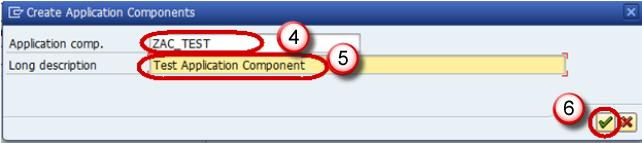 Create Application Components
Application comp. ZAC_TEST 4
Long description Test Application Component 5
6